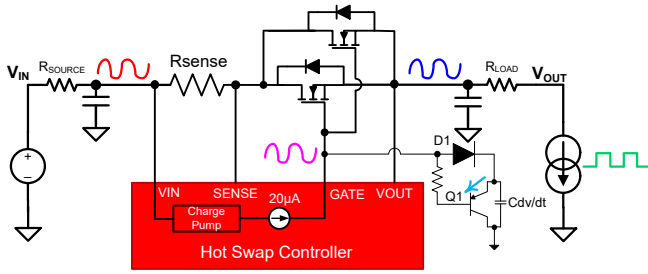 VIN
RSOURCE
Rsense
RLOAD
VOUT
+
−
D1
Q1
Cdv/dt
VIN
SENSE
20µA
GATE
VOUT
Charge
Pump
Hot Swap Controller